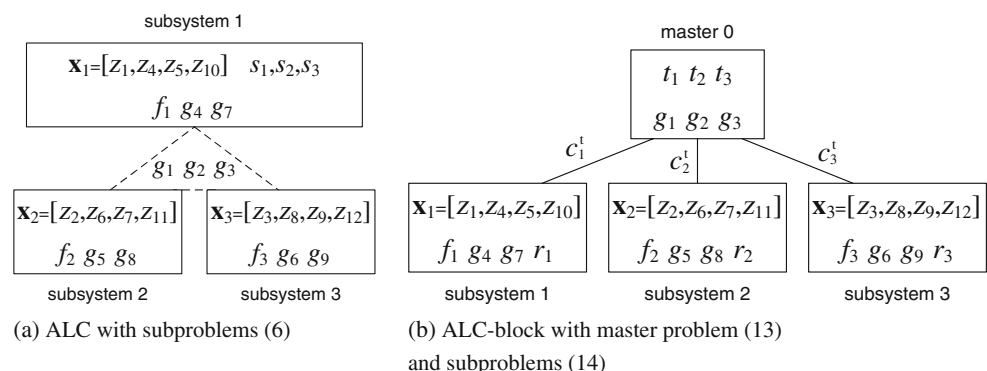 subsystem 1
x₁=[z₁,z₄,z₅,z₁₀] s₁,s₂,s₃
f₁ g₄ g₇
g₁ g₂ g₃
x₂=[z₂,z₆,z₇,z₁₁]
f₂ g₅ g₈
subsystem 2
x₃=[z₃,z₈,z₉,z₁₂]
f₃ g₆ g₉
subsystem 3
(a) ALC with subproblems (6)
master 0
t₁ t₂ t₃
g₁ g₂ g₃
c₁ᵗ
c₂ᵗ
c₃ᵗ
x₁=[z₁,z₄,z₅,z₁₀]
f₁ g₄ g₇ r₁
subsystem 1
x₂=[z₂,z₆,z₇,z₁₁]
f₂ g₅ g₈ r₂
subsystem 2
x₃=[z₃,z₈,z₉,z₁₂]
f₃ g₆ g₉ r₃
subsystem 3
(b) ALC-block with master problem (13)
and subproblems (14)